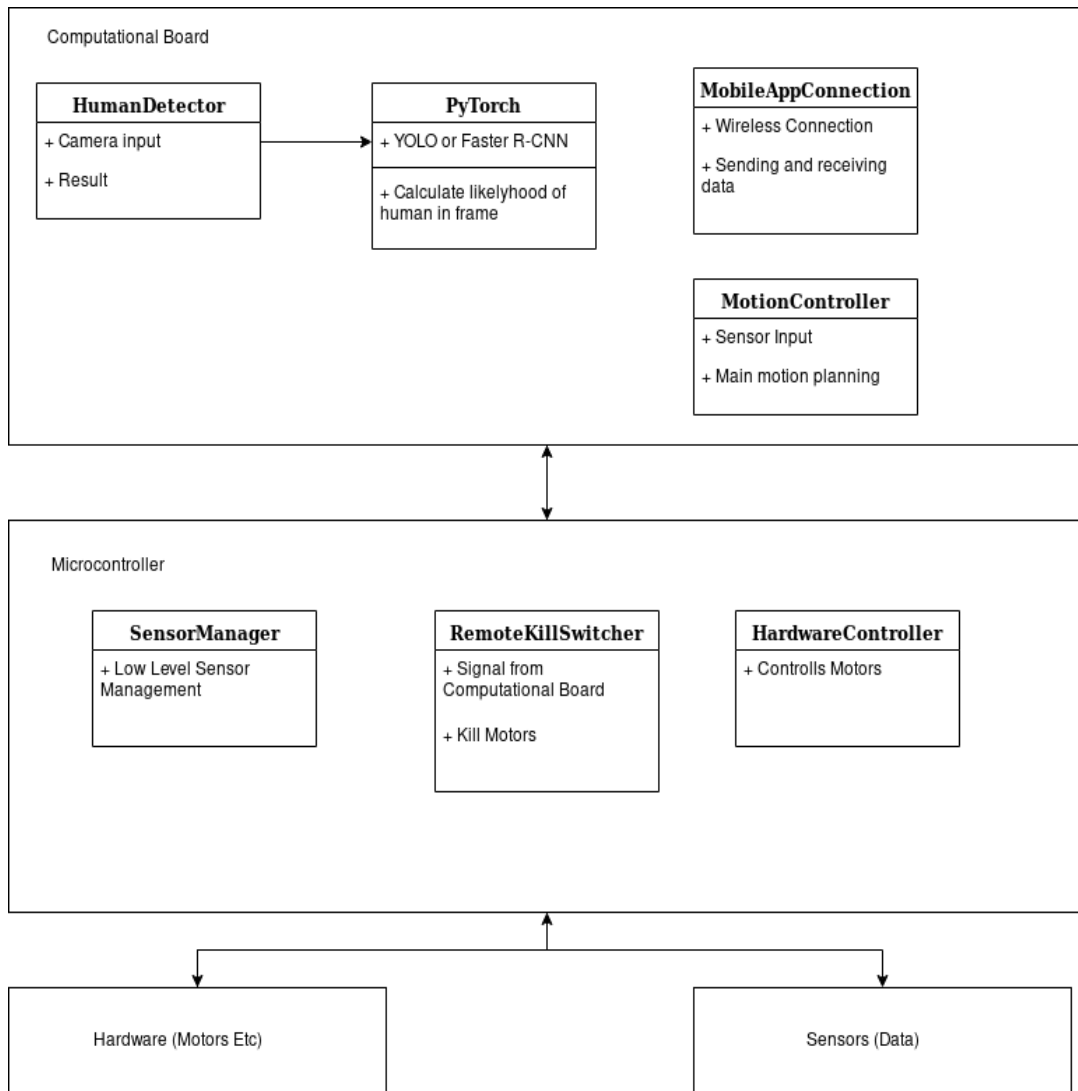 Computational Board
HumanDetector
+ Camera input
+ Result
PyTorch
+ YOLO or Faster R-CNN
+ Calculate likelyhood of
human in frame
MobileAppConnection
+ Wireless Connection
+ Sending and receiving
data
MotionController
+ Sensor Input
+ Main motion planning
Microcontroller
SensorManager
+ Low Level Sensor
Management
RemoteKillSwitcher
+ Signal from
Computational Board
+ Kill Motors
HardwareController
+ Controlls Motors
Hardware (Motors Etc)
Sensors (Data)